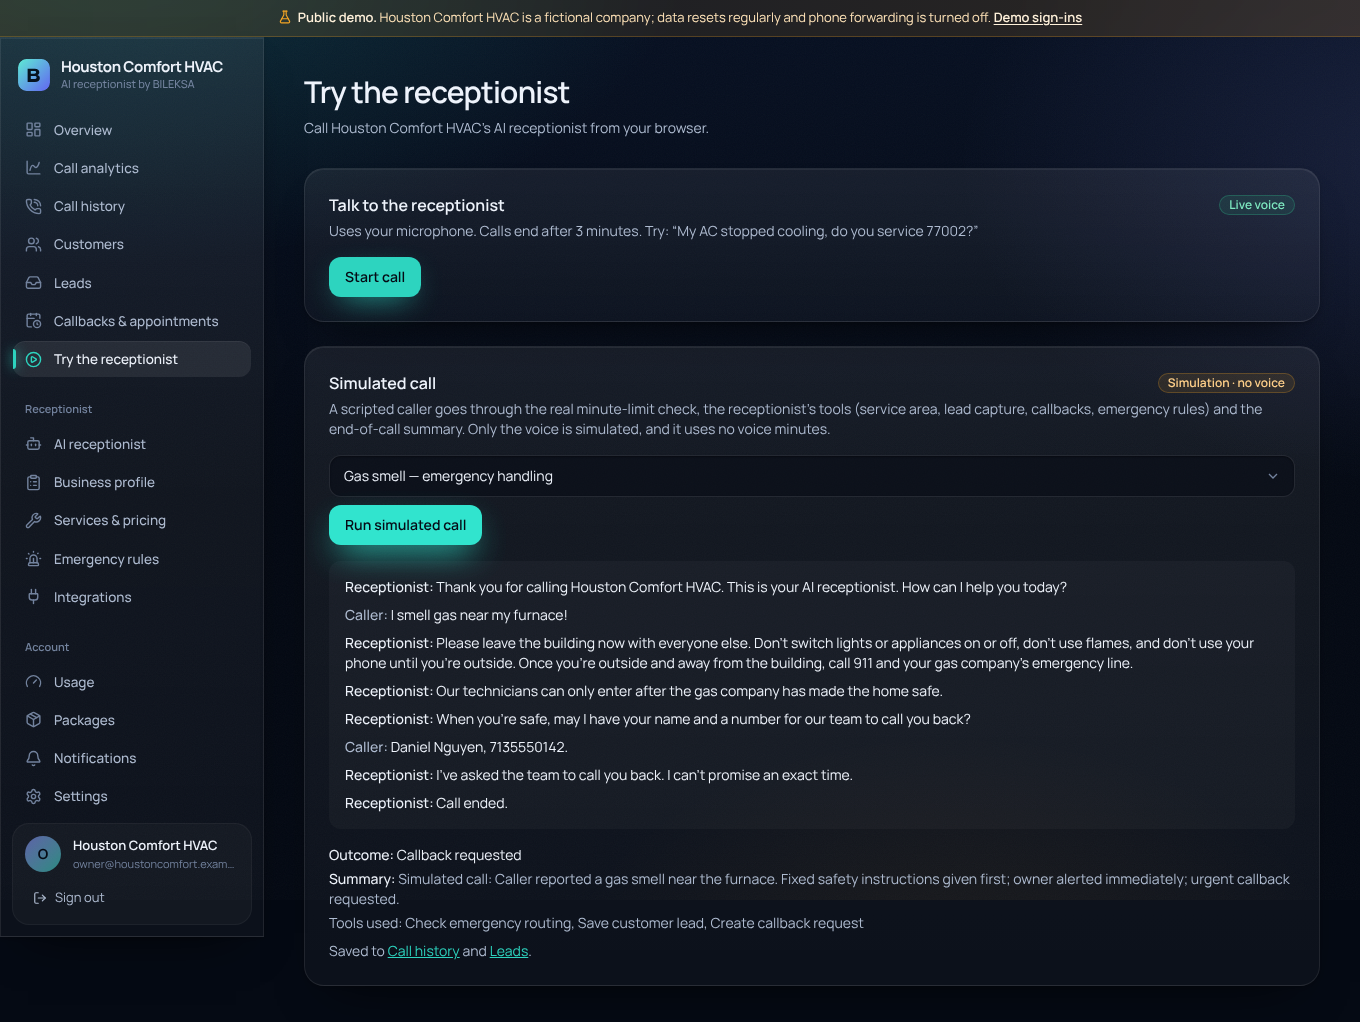 Public demo. Houston Comfort HVAC is a fictional company; data resets regularly and phone forwarding is turned off. Demo sign-ins
B
Houston Comfort HVAC
AI receptionist by BILEKSA
Overview
Call analytics
Call history
Customers
Leads
Callbacks & appointments
Try the receptionist
Receptionist
AI receptionist
Business profile
Services & pricing
Emergency rules
Integrations
Account
Usage
Packages
Notifications
Settings
O
Houston Comfort HVAC
owner@houstoncomfort.exam...
Sign out
Try the receptionist
Call Houston Comfort HVAC's AI receptionist from your browser.
Talk to the receptionist
Live voice
Uses your microphone. Calls end after 3 minutes. Try: “My AC stopped cooling, do you service 77002?”
Start call
Simulated call
Simulation · no voice
A scripted caller goes through the real minute-limit check, the receptionist's tools (service area, lead capture, callbacks, emergency rules) and the
end-of-call summary. Only the voice is simulated, and it uses no voice minutes.
Gas smell — emergency handling
Run simulated call
Receptionist: Thank you for calling Houston Comfort HVAC. This is your AI receptionist. How can I help you today?
Caller: I smell gas near my furnace!
Receptionist: Please leave the building now with everyone else. Don't switch lights or appliances on or off, don't use flames, and don't use your
phone until you're outside. Once you're outside and away from the building, call 911 and your gas company's emergency line.
Receptionist: Our technicians can only enter after the gas company has made the home safe.
Receptionist: When you're safe, may I have your name and a number for our team to call you back?
Caller: Daniel Nguyen, 7135550142.
Receptionist: I've asked the team to call you back. I can't promise an exact time.
Receptionist: Call ended.
Outcome: Callback requested
Summary: Simulated call: Caller reported a gas smell near the furnace. Fixed safety instructions given first; owner alerted immediately; urgent callback
requested.
Tools used: Check emergency routing, Save customer lead, Create callback request
Saved to Call history and Leads.